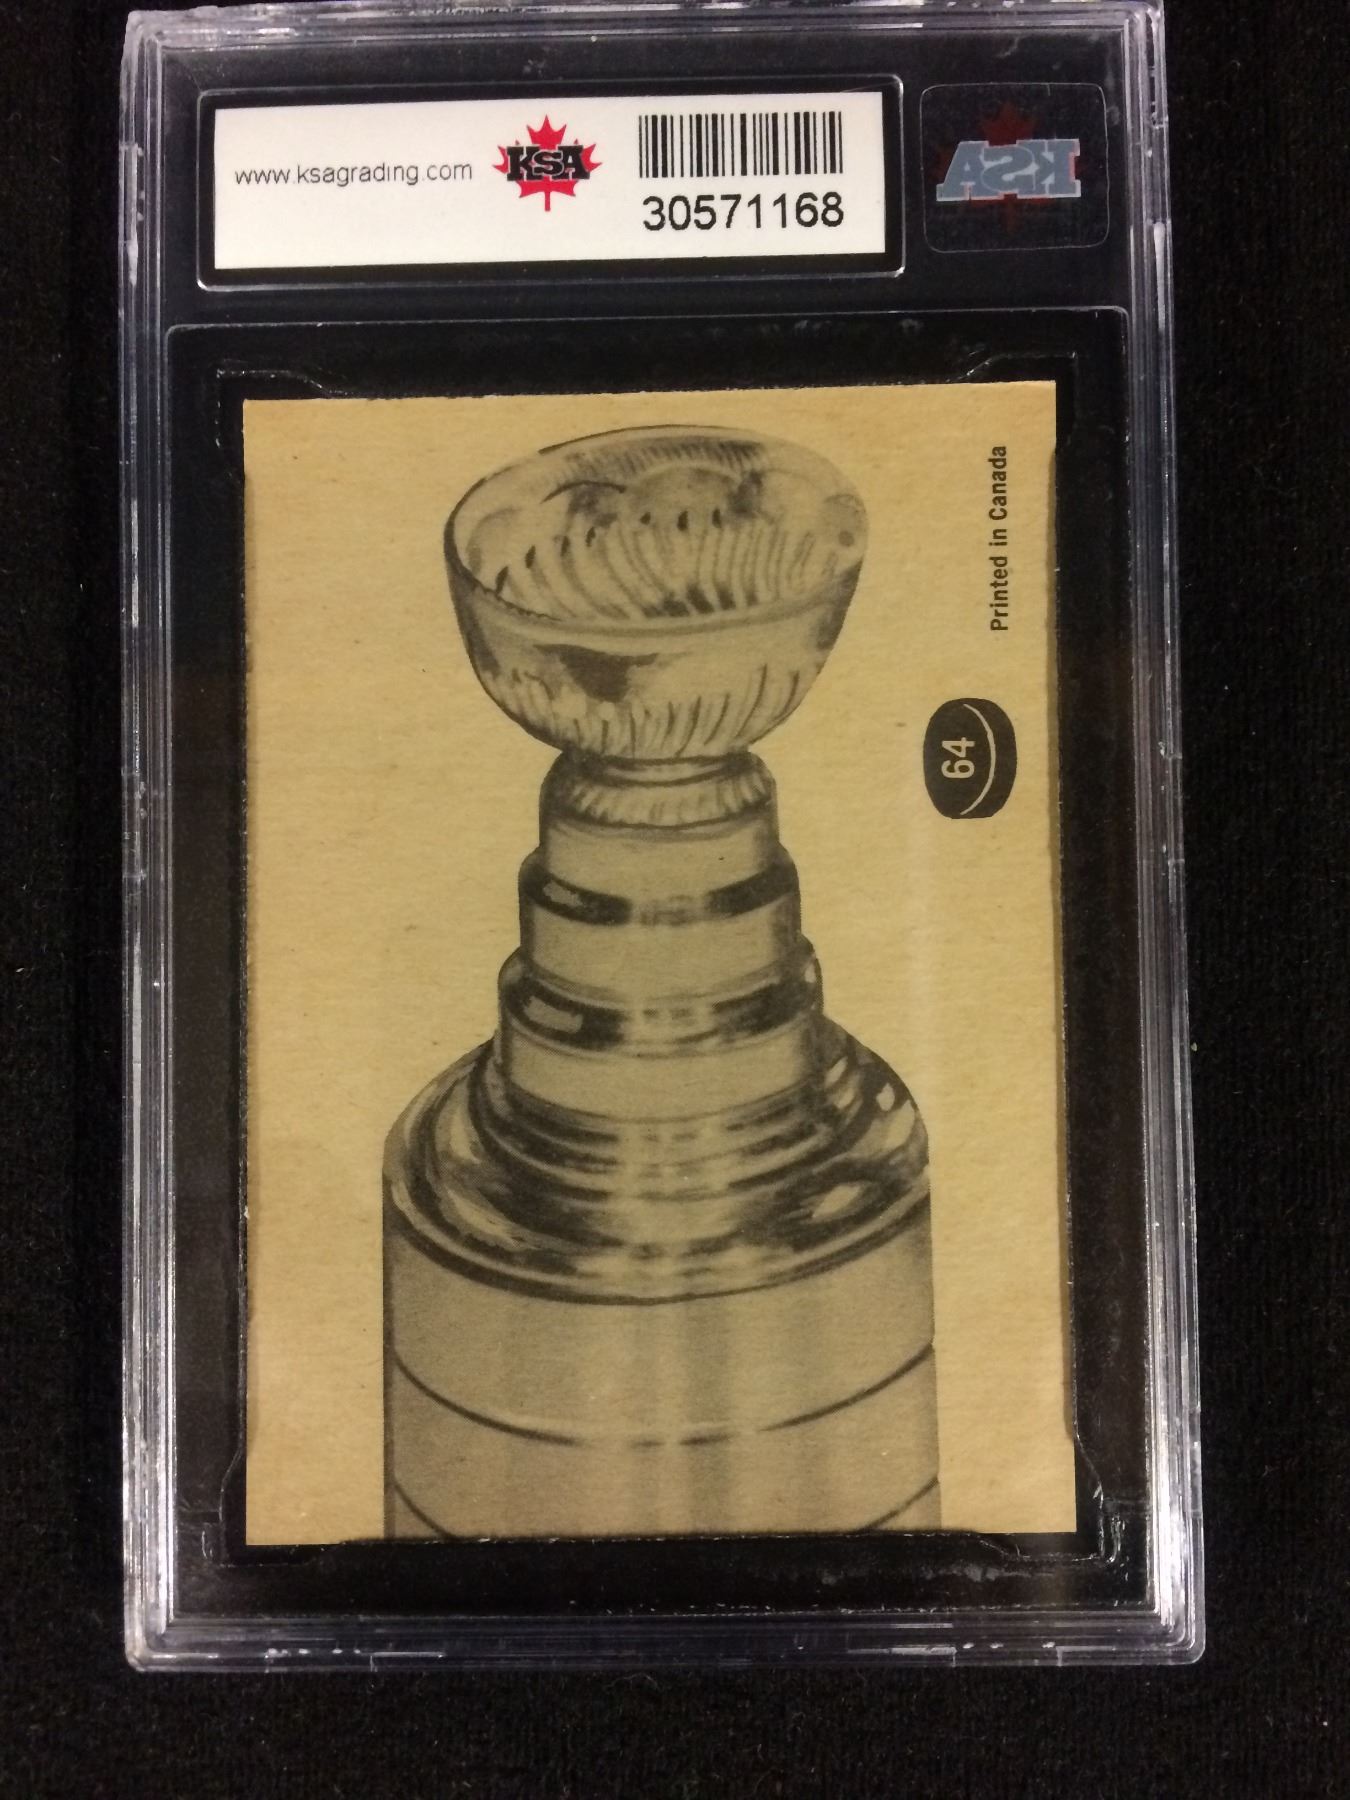 www.ksagrading.com
KSA
30571168
KSA
Printed in Canada
64